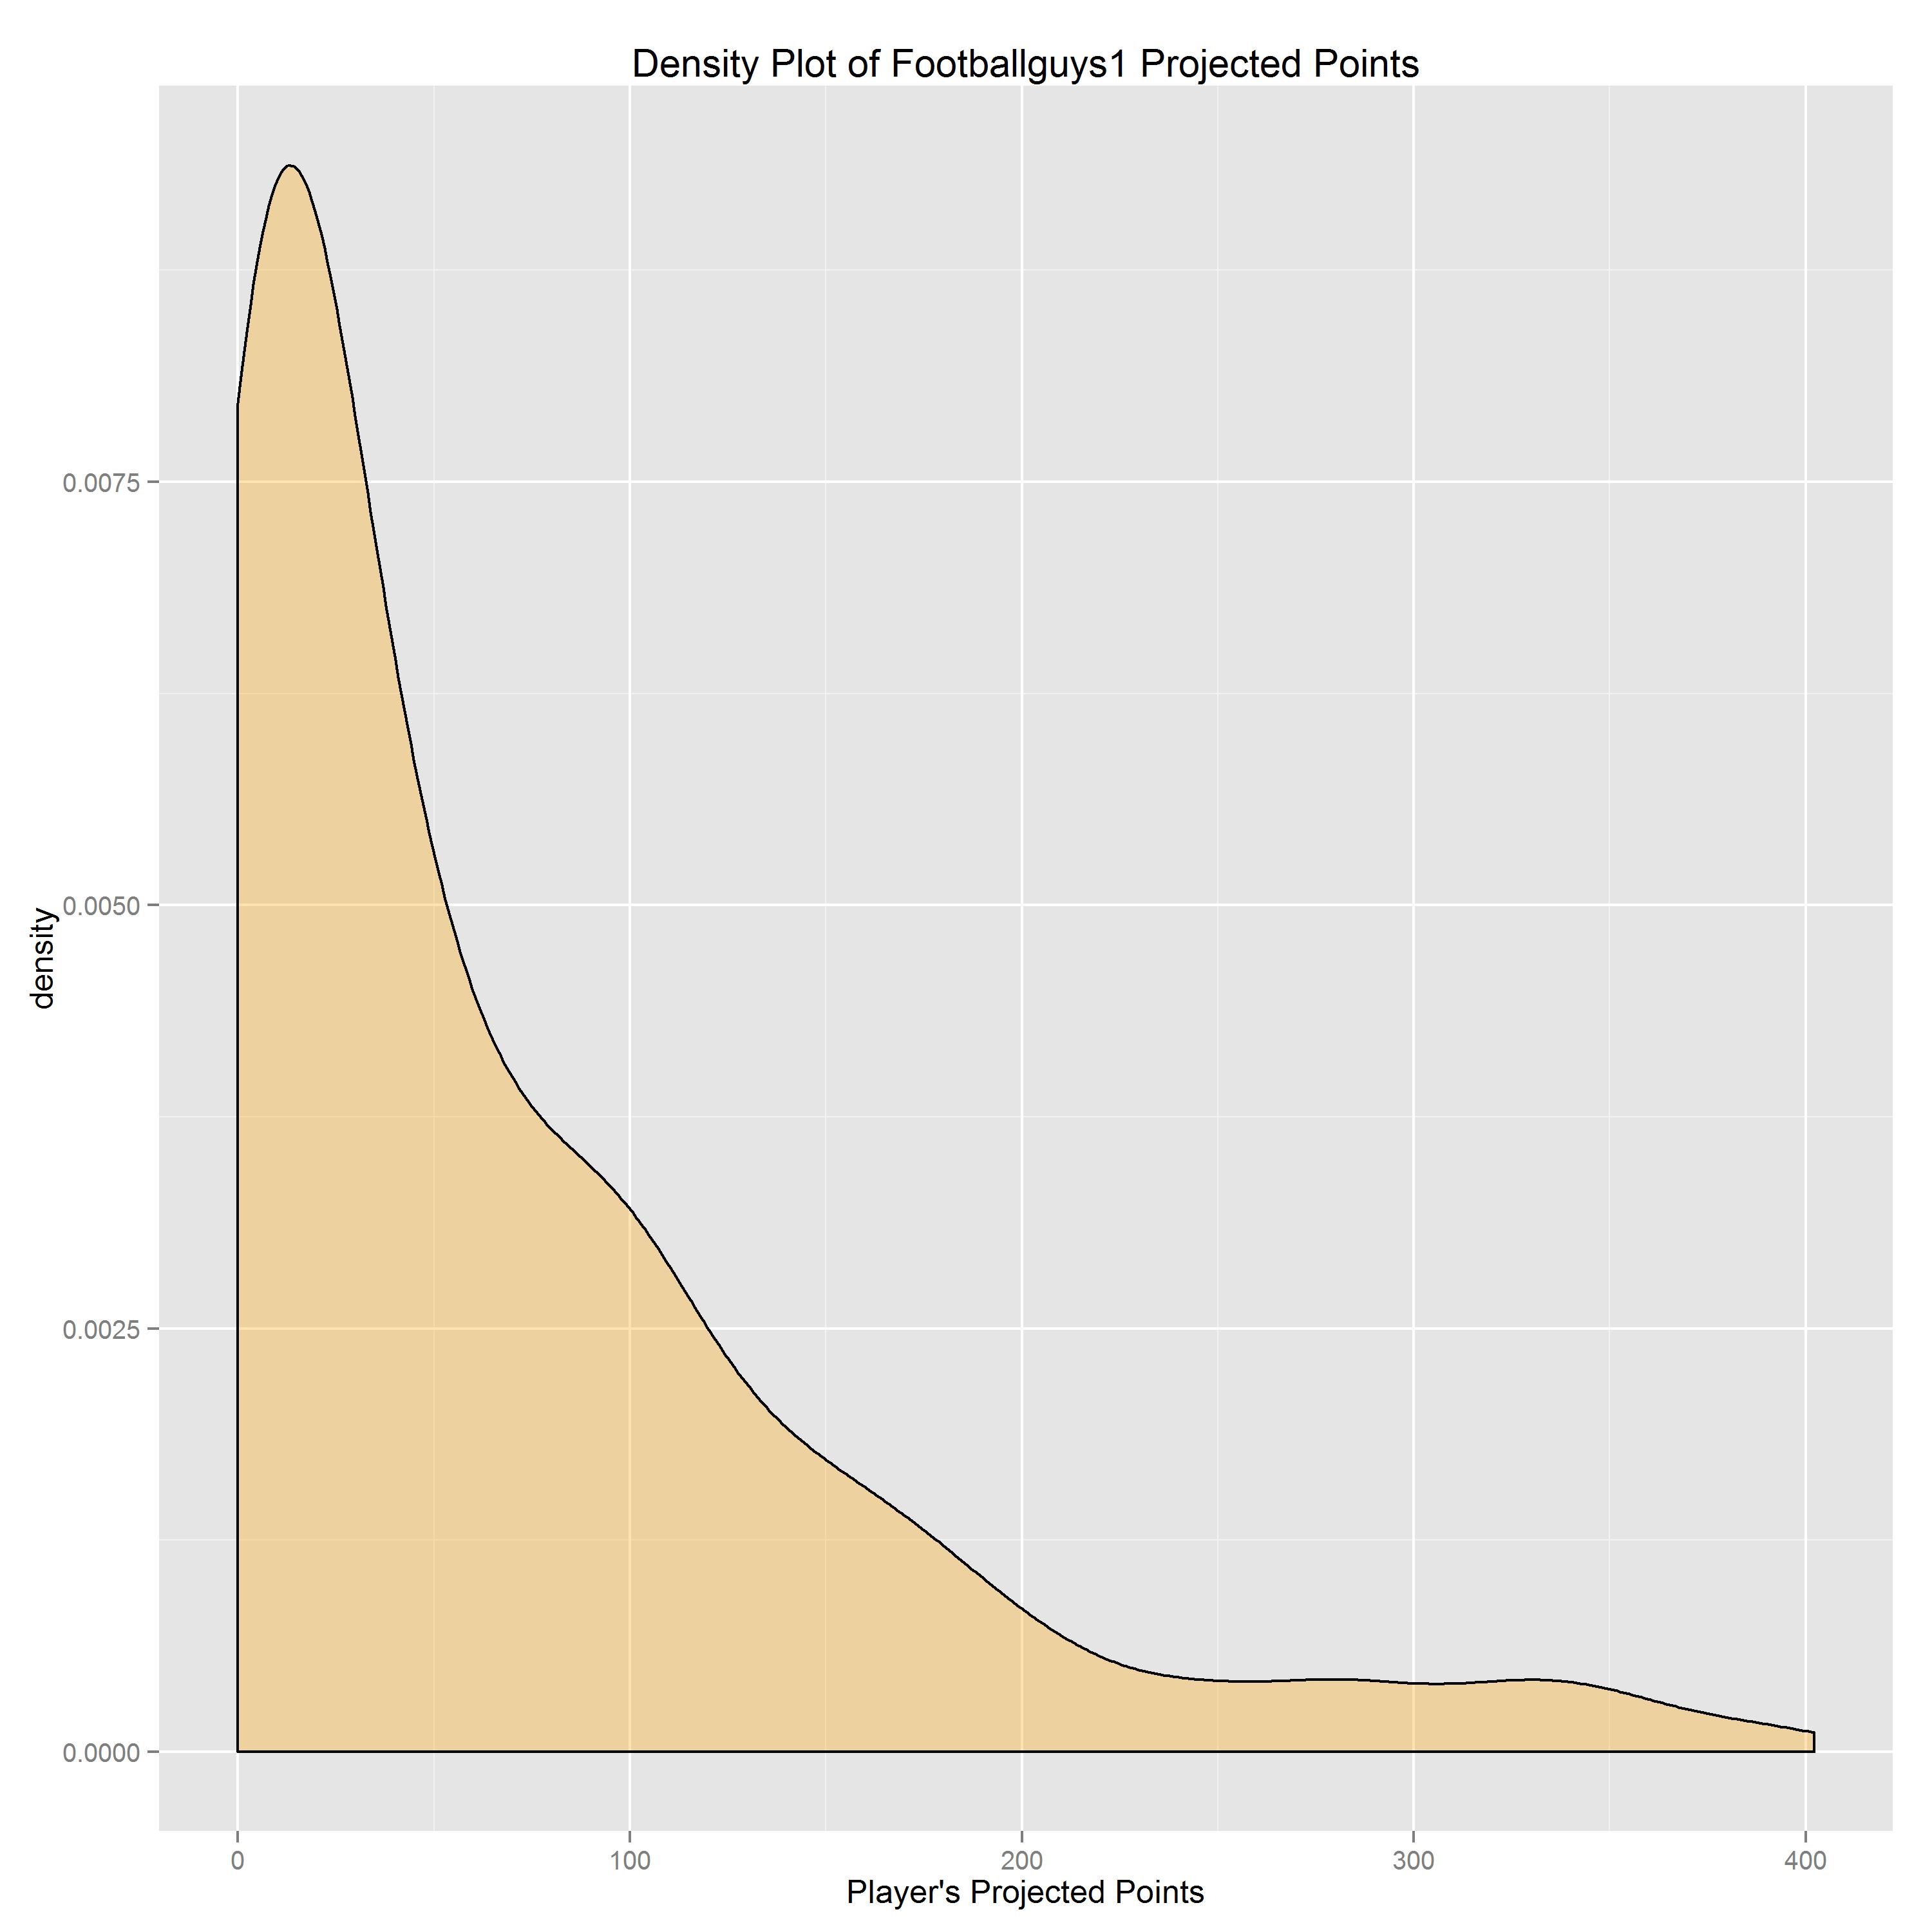 Density Plot of Footballguys1 Projected Points
density
0.0075
0.0050
0.0025
0.0000
0 100 200 300 400
Player's Projected Points